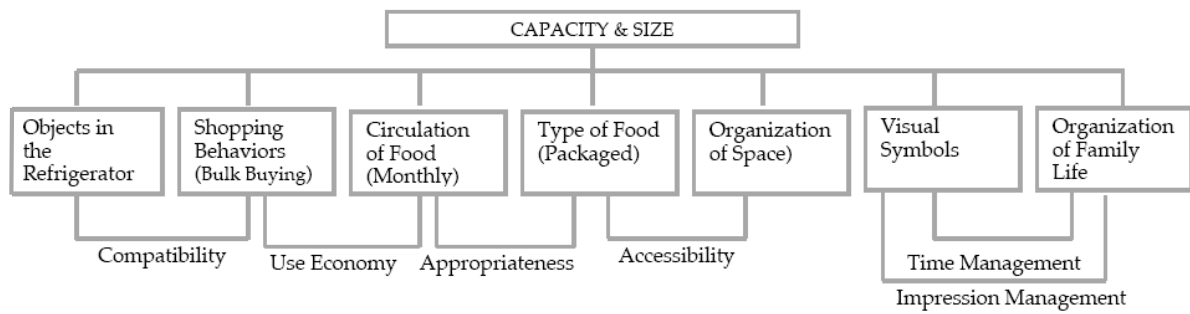 CAPACITY & SIZE
Objects in
the
Refrigerator
Shopping
Behaviors
(Bulk Buying)
Circulation
of Food
(Monthly)
Type of Food
(Packaged)
Organization
of Space)
Visual
Symbols
Organization
of Family
Life
Compatibility
Use Economy
Appropriateness
Accessibility
Time Management
Impression Management